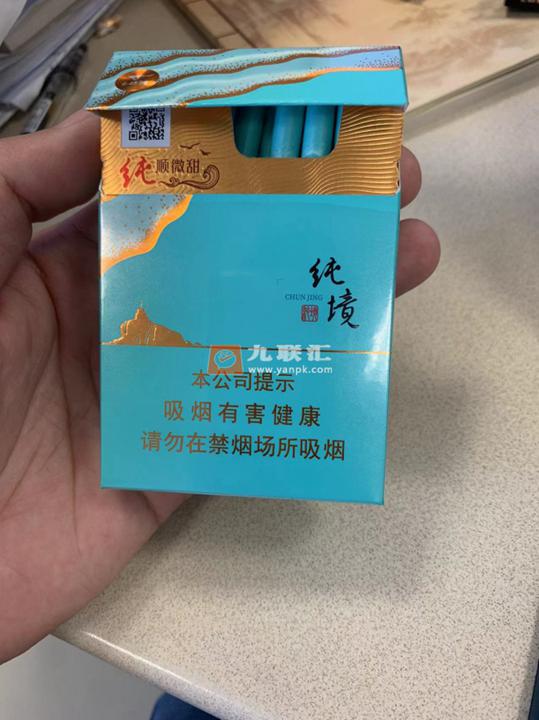 纯顺微甜
纯境
CHUN JING
九联汇
www.yanpk.com
本公司提示
吸烟有害健康
请勿在禁烟场所吸烟